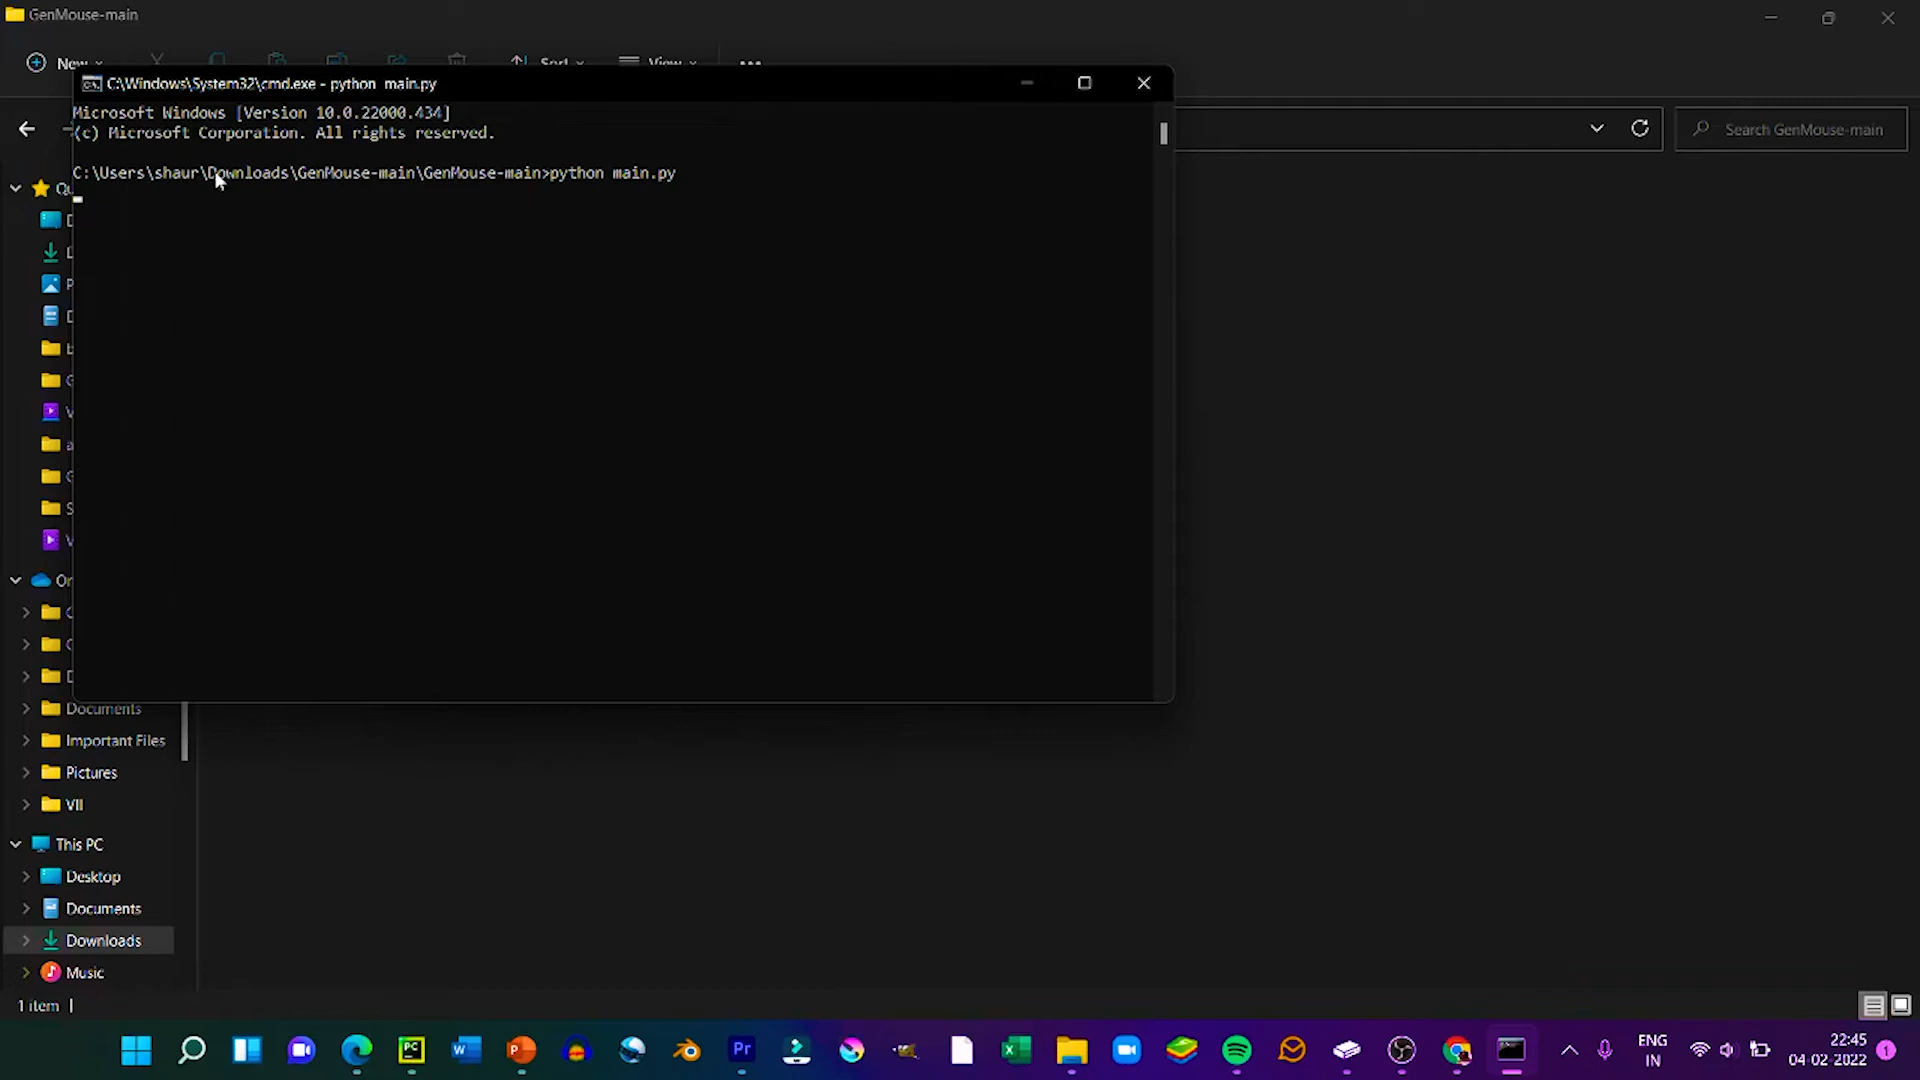 GenMouse-main
New
Sort
View
C:\Windows\System32\cmd.exe - python  main.py
Microsoft Windows [Version 10.0.22000.434]
(c) Microsoft Corporation. All rights reserved.
C:\Users\shaur\Downloads\GenMouse-main\GenMouse-main>python main.py
Search GenMouse-main
Documents
Important Files
Pictures
VII
This PC
Desktop
Documents
Downloads
Music
1 item
ENG
IN
22:45
04-02-2022
1